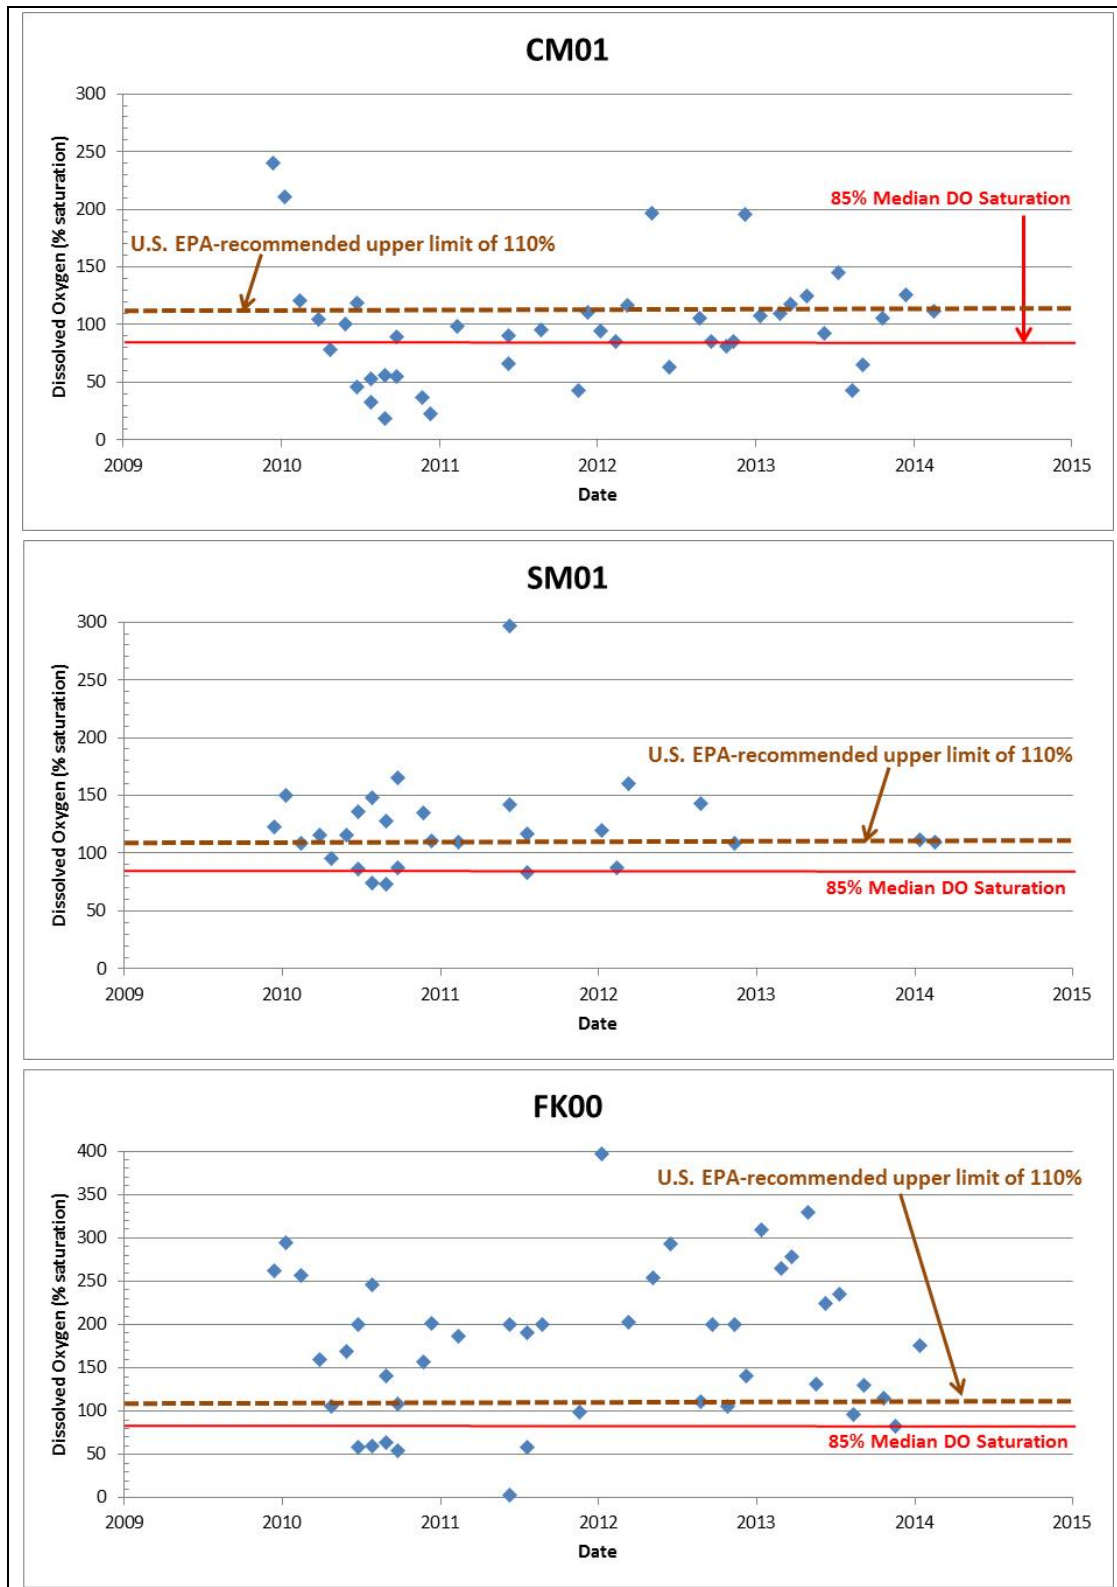 CM01
300
250
200
150
100
50
0
Dissolved Oxygen (% saturation)
85% Median DO Saturation
U.S. EPA-recommended upper limit of 110%
2009 2010 2011 2012 2013 2014 2015
Date
SM01
300
250
200
150
100
50
0
Dissolved Oxygen (% saturation)
U.S. EPA-recommended upper limit of 110%
85% Median DO Saturation
2009 2010 2011 2012 2013 2014 2015
Date
FK00
400
350
300
250
200
150
100
50
0
Dissolved Oxygen (% saturation)
U.S. EPA-recommended upper limit of 110%
85% Median DO Saturation
2009 2010 2011 2012 2013 2014 2015
Date